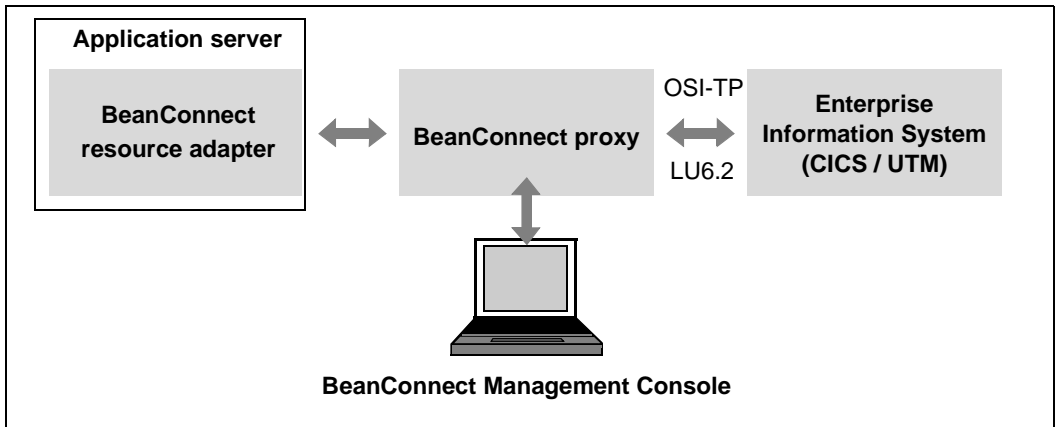 Application server
BeanConnect
resource adapter
BeanConnect proxy
OSI-TP
LU6.2
Enterprise
Information System
(CICS / UTM)
BeanConnect Management Console